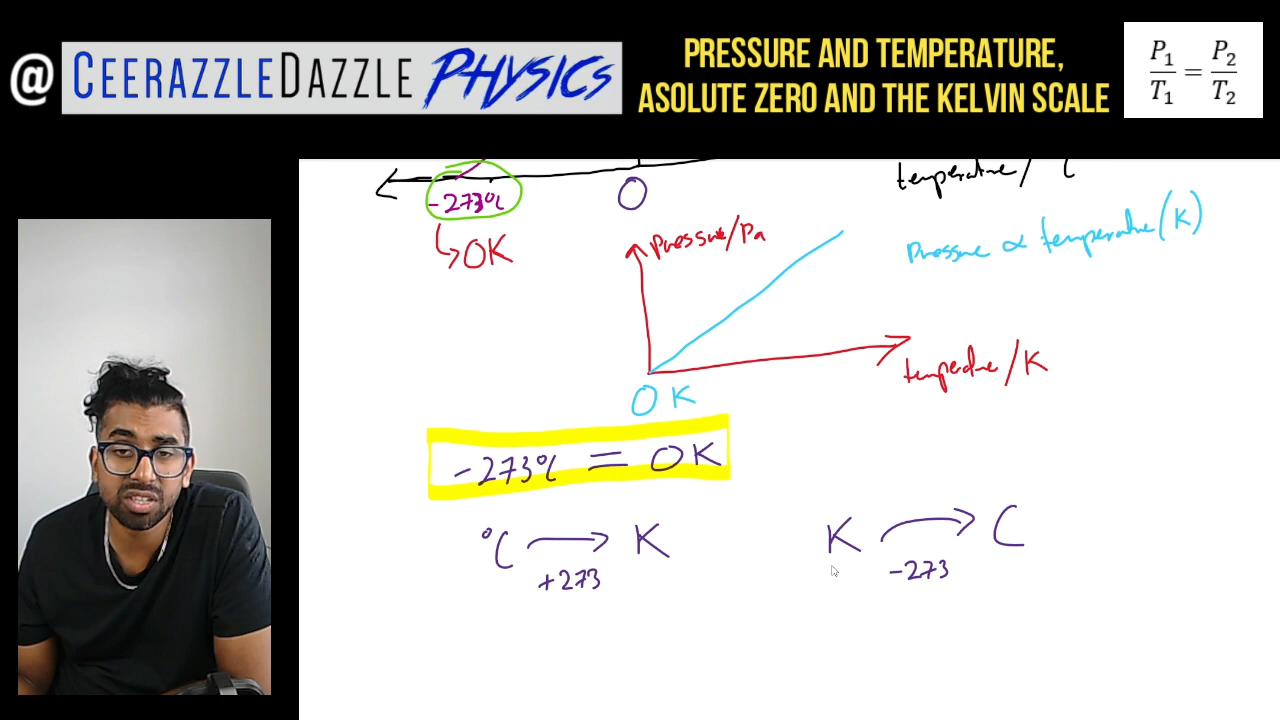 @ CEERAZZLEDAZZLE PHYSICS
PRESSURE AND TEMPERATURE,
ASOLUTE ZERO AND THE KELVIN SCALE
P₁/T₁ = P₂/T₂
temperature/°C
-273°C
0
↳ 0K
Pressure/Pa
Pressure ∝ temperature(K)
temperature/K
0 K
-273°C = 0K
°C → K
+273
K → C
-273